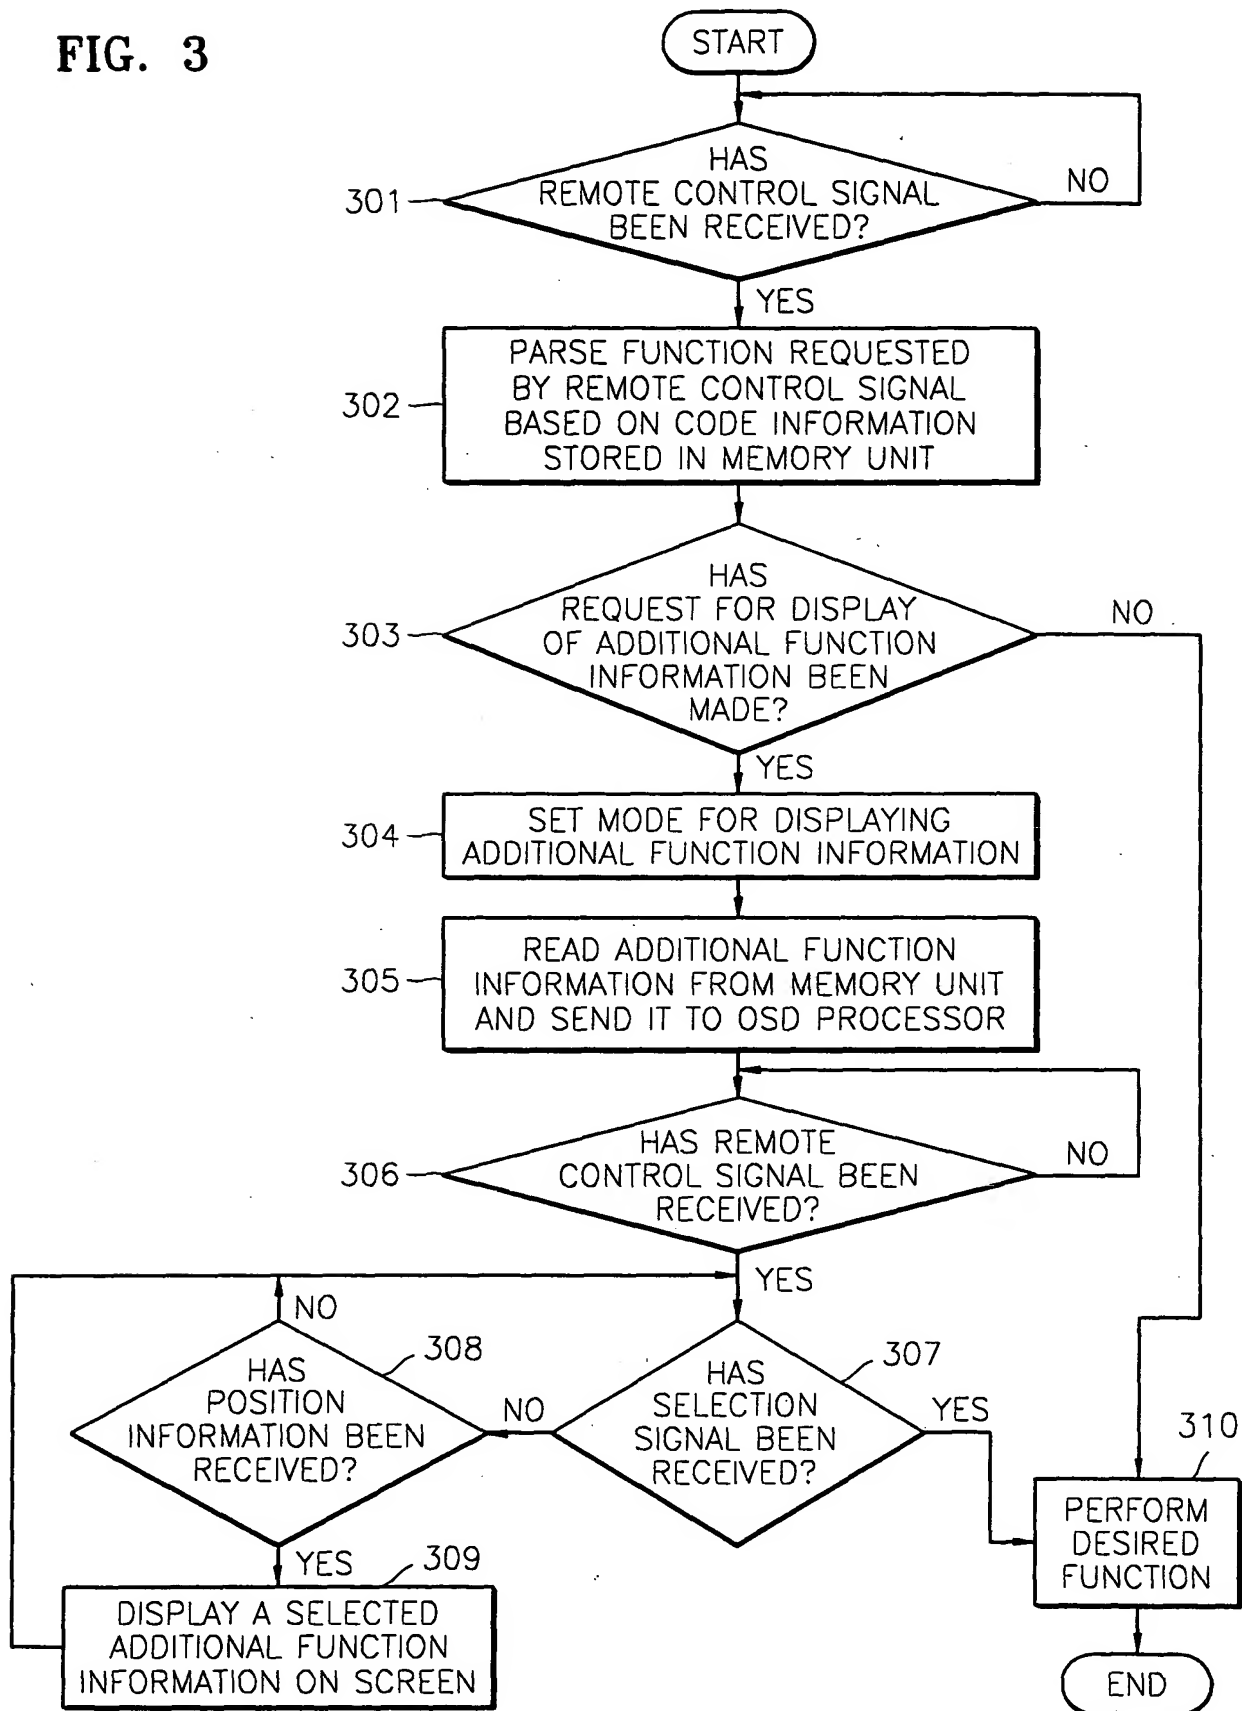 FIG. 3
START
HAS
REMOTE CONTROL SIGNAL
BEEN RECEIVED?
NO
301
YES
PARSE FUNCTION REQUESTED
BY REMOTE CONTROL SIGNAL
BASED ON CODE INFORMATION
STORED IN MEMORY UNIT
302
HAS
REQUEST FOR DISPLAY
OF ADDITIONAL FUNCTION
INFORMATION BEEN
MADE?
NO
303
YES
SET MODE FOR DISPLAYING
ADDITIONAL FUNCTION INFORMATION
304
READ ADDITIONAL FUNCTION
INFORMATION FROM MEMORY UNIT
AND SEND IT TO OSD PROCESSOR
305
HAS REMOTE
CONTROL SIGNAL BEEN
RECEIVED?
NO
306
YES
NO
308
HAS
POSITION
INFORMATION BEEN
RECEIVED?
NO
307
HAS
SELECTION
SIGNAL BEEN
RECEIVED?
YES
310
PERFORM
DESIRED
FUNCTION
YES
309
DISPLAY A SELECTED
ADDITIONAL FUNCTION
INFORMATION ON SCREEN
END